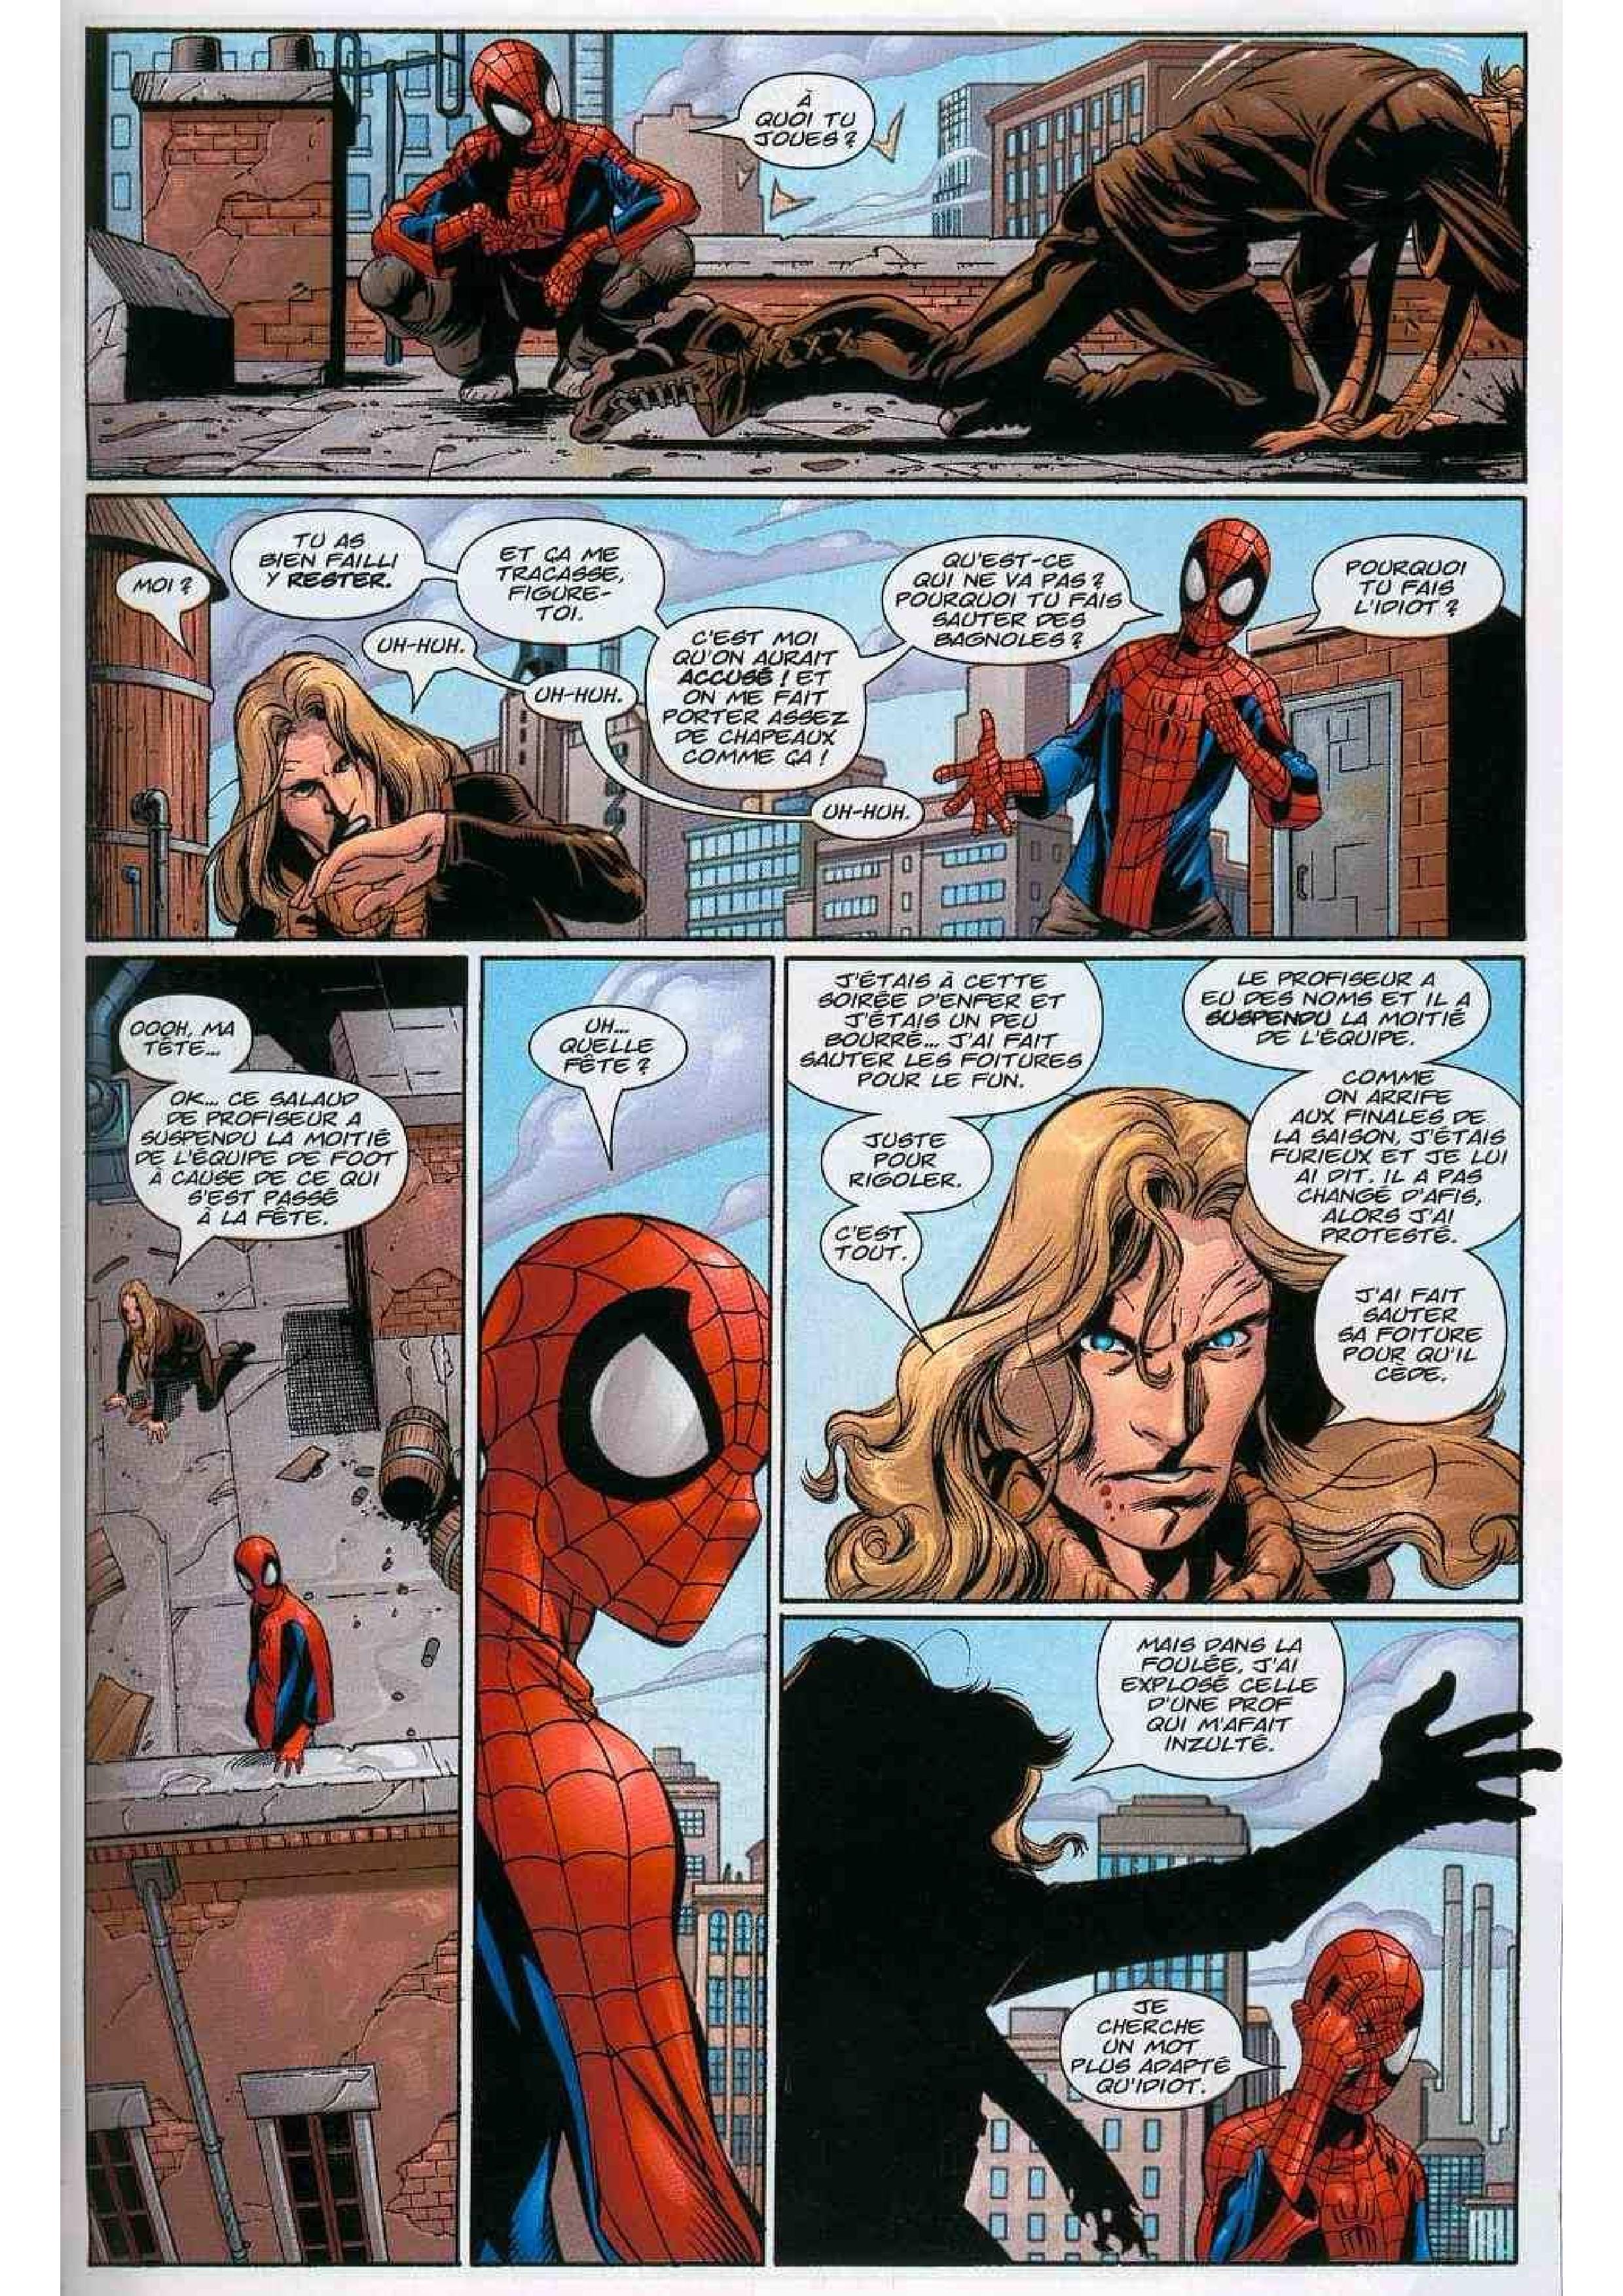 À
QUOI TU
JOUES ?
MOI ?
TU AS
BIEN FAILLI
Y RESTER.
UH-HUH.
ET ÇA ME
TRACASSE,
FIGURE-
TOI.
UH-HUH.
C'EST MOI
QU'ON AURAIT
ACCUSÉ ! ET
ON ME FAIT
PORTER ASSEZ
DE CHAPEAUX
COMME ÇA !
UH-HUH.
QU'EST-CE
QUI NE VA PAS ?
POURQUOI TU FAIS
SAUTER DES
BAGNOLES ?
POURQUOI
TU FAIS
L'IDIOT ?
OOOH, MA
TÊTE...
OK... CE SALAUD
DE PROFISEUR A
SUSPENDU LA MOITIÉ
DE L'ÉQUIPE DE FOOT
À CAUSE DE CE QUI
S'EST PASSÉ
À LA FÊTE.
UH...
QUELLE
FÊTE ?
J'ÉTAIS À CETTE
SOIRÉE D'ENFER ET
J'ÉTAIS UN PEU
BOURRÉ... J'AI FAIT
SAUTER LES FOITURES
POUR LE FUN.
JUSTE
POUR
RIGOLER.
C'EST
TOUT.
LE PROFISEUR A
EU DES NOMS ET IL A
SUSPENDU LA MOITIÉ
DE L'ÉQUIPE.
COMME
ON ARRIFE
AUX FINALES DE
LA SAISON, J'ÉTAIS
FURIEUX ET JE LUI
AI DIT. IL A PAS
CHANGÉ D'AFIS,
ALORS J'AI
PROTESTÉ.
J'AI FAIT
SAUTER
SA FOITURE
POUR QU'IL
CÈDE.
MAIS DANS LA
FOULÉE, J'AI
EXPLOSÉ CELLE
D'UNE PROF
QUI M'AFAIT
INZULTÉ.
JE
CHERCHE
UN MOT
PLUS ADAPTÉ
QU'IDIOT.